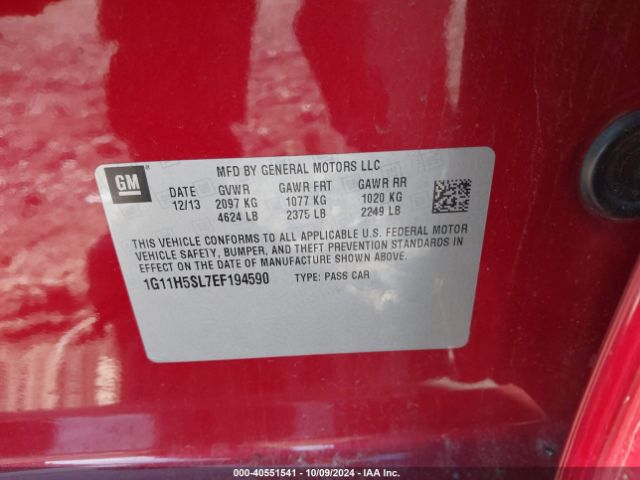 GM
MFD BY GENERAL MOTORS LLC
DATE GVWR GAWR FRT GAWR RR
12/13 2097 KG 1077 KG 1020 KG
4624 LB 2375 LB 2249 LB
THIS VEHICLE CONFORMS TO ALL APPLICABLE U.S. FEDERAL MOTOR
VEHICLE SAFETY, BUMPER, AND THEFT PREVENTION STANDARDS IN
EFFECT ON THE DATE OF MANUFACTURE SHOWN ABOVE.
1G11H5SL7EF194590 TYPE: PASS CAR
000-40551541 - 10/09/2024 - IAA Inc.